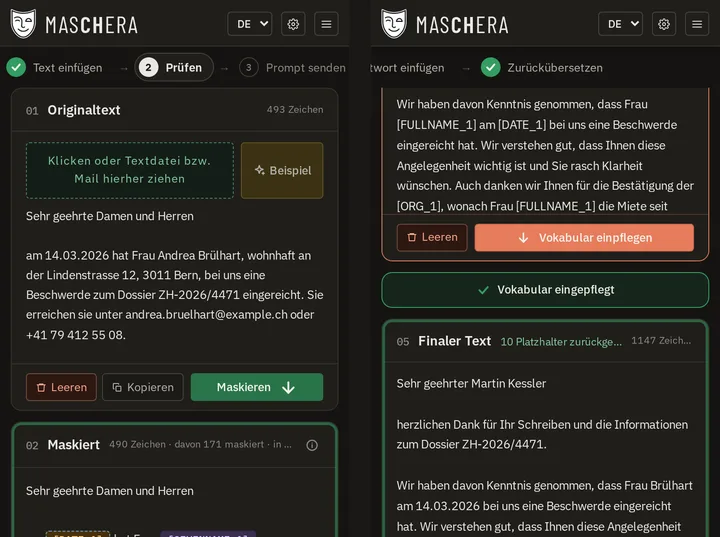 MASCHERA
DE
Text einfügen → 2 Prüfen → 3 Prompt senden
01 Originaltext 493 Zeichen
Klicken oder Textdatei bzw.
Mail hierher ziehen
Beispiel
Sehr geehrte Damen und Herren
am 14.03.2026 hat Frau Andrea Brülhart, wohnhaft an
der Lindenstrasse 12, 3011 Bern, bei uns eine
Beschwerde zum Dossier ZH-2026/4471 eingereicht. Sie
erreichen sie unter andrea.bruelhart@example.ch oder
+41 79 412 55 08.
Leeren Kopieren Maskieren
02 Maskiert 490 Zeichen · davon 171 maskiert · in ...
Sehr geehrte Damen und Herren
MASCHERA
DE
twort einfügen → Zurückübersetzen
Wir haben davon Kenntnis genommen, dass Frau
[FULLNAME_1] am [DATE_1] bei uns eine Beschwerde
eingereicht hat. Wir verstehen gut, dass Ihnen diese
Angelegenheit wichtig ist und Sie rasch Klarheit
wünschen. Auch danken wir Ihnen für die Bestätigung der
[ORG_1], wonach Frau [FULLNAME_1] die Miete seit
Leeren Vokabular einpflegen
Vokabular eingepflegt
05 Finaler Text 10 Platzhalter zurückge... 1147 Zeich...
Sehr geehrter Martin Kessler
herzlichen Dank für Ihr Schreiben und die Informationen
zum Dossier ZH-2026/4471.
Wir haben davon Kenntnis genommen, dass Frau Brülhart
am 14.03.2026 bei uns eine Beschwerde eingereicht
hat. Wir verstehen gut, dass Ihnen diese Angelegenheit